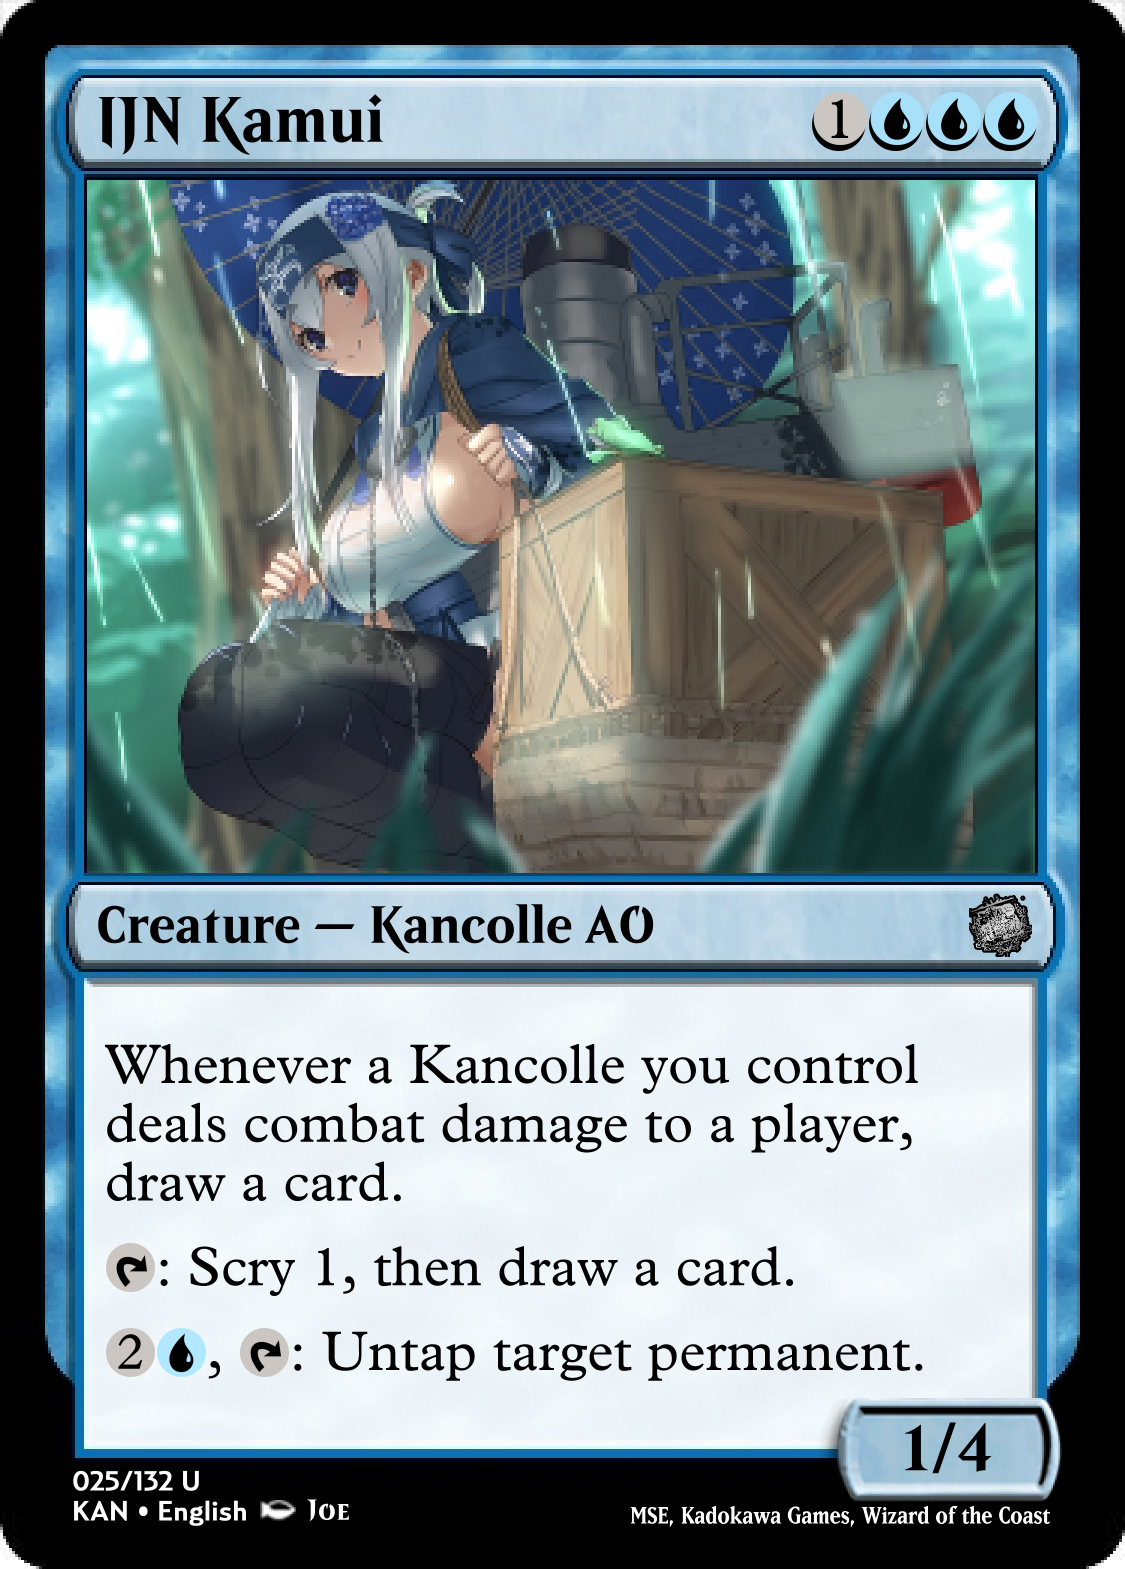 IJN Kamui 1
Creature — Kancolle AO
Whenever a Kancolle you control
deals combat damage to a player,
draw a card.
: Scry 1, then draw a card.
2, : Untap target permanent.
1/4
025/132 U
KAN • English JOE
MSE, Kadokawa Games, Wizard of the Coast